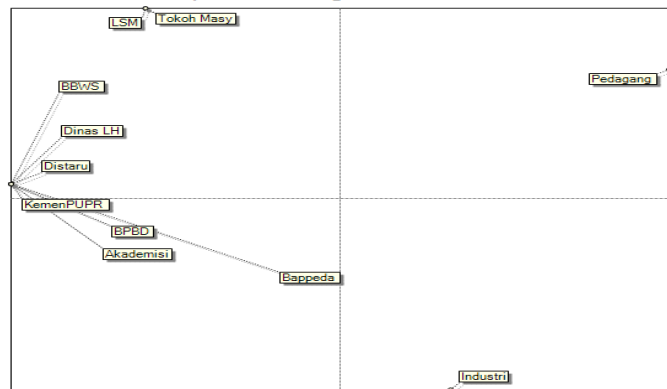 LSM
Tokoh Masy
Pedagang
BBWS
Dinas LH
Distaru
KemenPUPR
BPBD
Akademisi
Bappeda
Industri